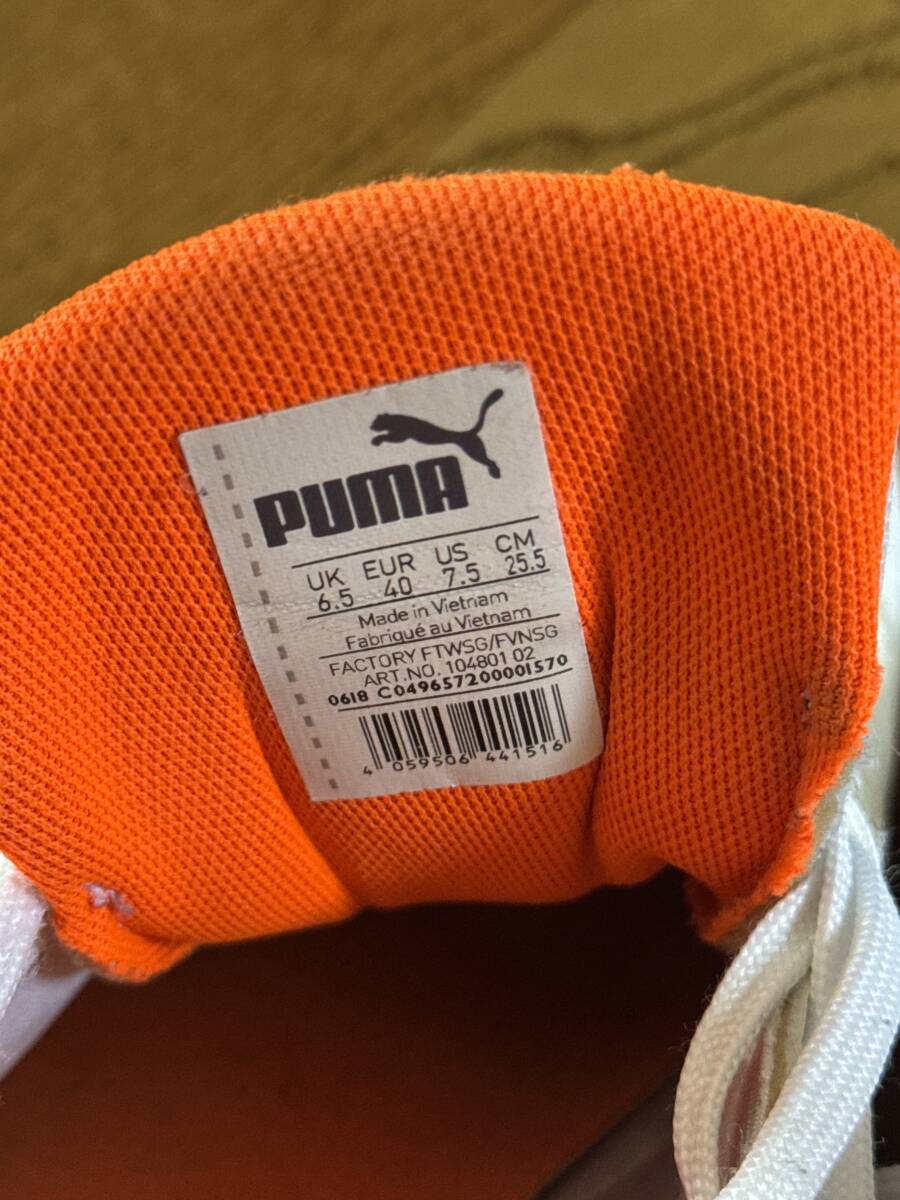 PUMA
UK EUR US CM
6.5 40 7.5 25.5
Made in Vietnam
Fabriqué au Vietnam
FACTORY FTWSG/FVNSG
ART.NO. 104801 02
0618 C049657200001570
4 059506 441516